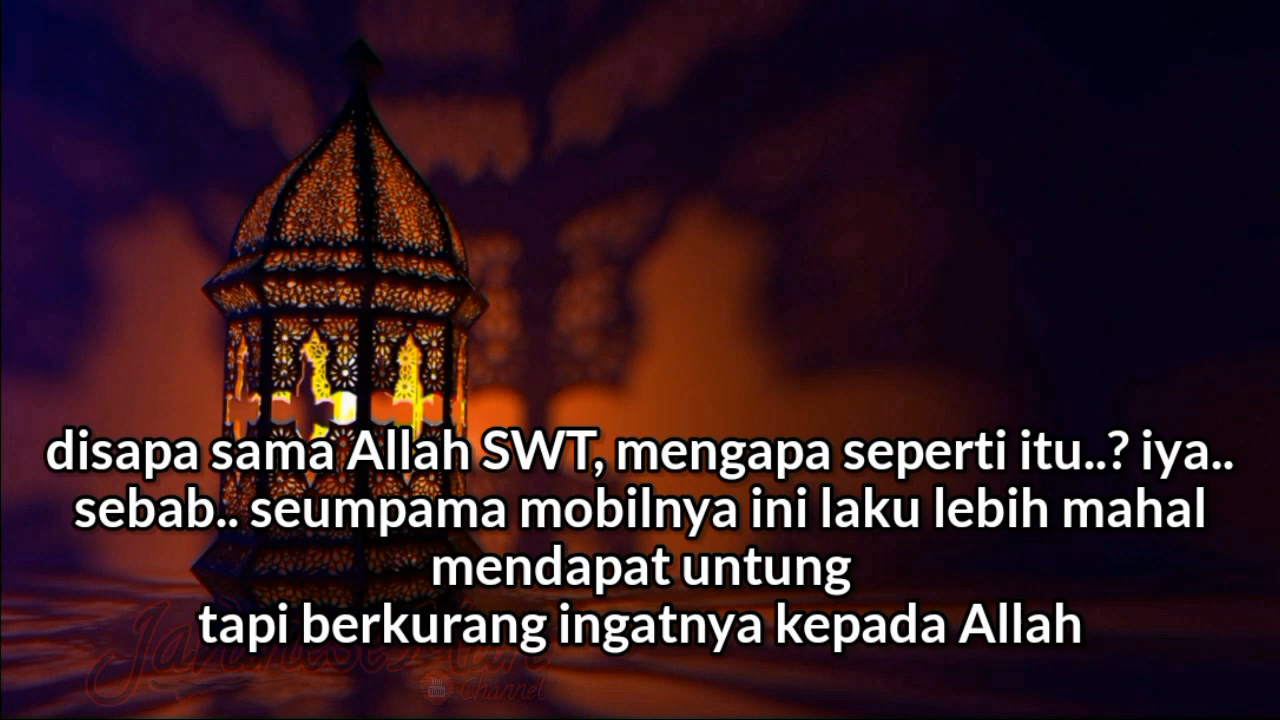 disapa sama Allah SWT, mengapa seperti itu..? iya..
sebab.. seumpama mobilnya ini laku lebih mahal
mendapat untung
tapi berkurang ingatnya kepada Allah
Channel